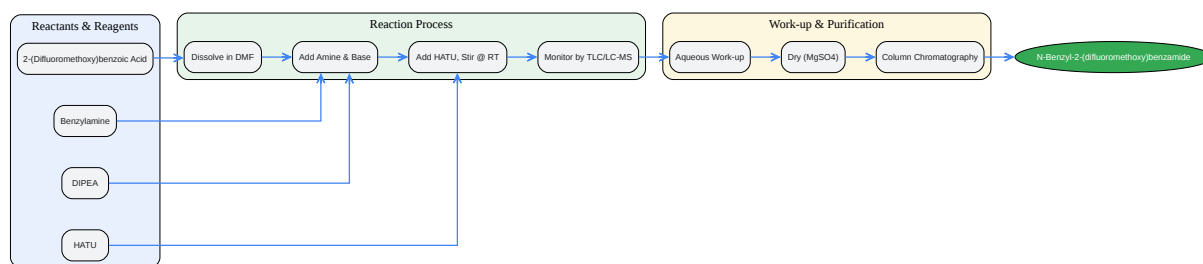 Reactants & Reagents
Reaction Process
Work-up & Purification
2-(Difluoromethoxy)benzoic Acid
Dissolve in DMF
Add Amine & Base
Add HATU, Stir @ RT
Monitor by TLC/LC-MS
Aqueous Work-up
Dry (MgSO4)
Column Chromatography
N-Benzyl-2-(difluoromethoxy)benzamide
Benzylamine
DIPEA
HATU